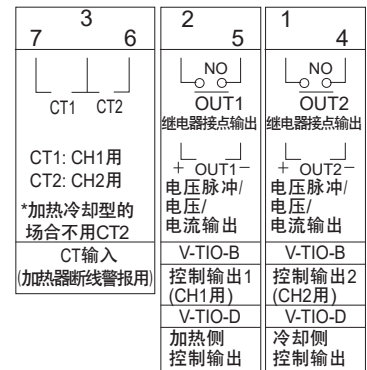 3
7 6
CT1 CT2
CT1: CH1用
CT2: CH2用
*加热冷却型的
场合不用CT2
CT输入
(加热器断线警报用)
2
5
NO
OUT1
继电器接点输出
+ OUT1−
电压脉冲/
电压/
电流输出
V-TIO-B
控制输出1
(CH1用)
V-TIO-D
加热侧
控制输出
1
4
NO
OUT2
继电器接点输出
+ OUT2−
电压脉冲/
电压/
电流输出
V-TIO-B
控制输出2
(CH2用)
V-TIO-D
冷却侧
控制输出